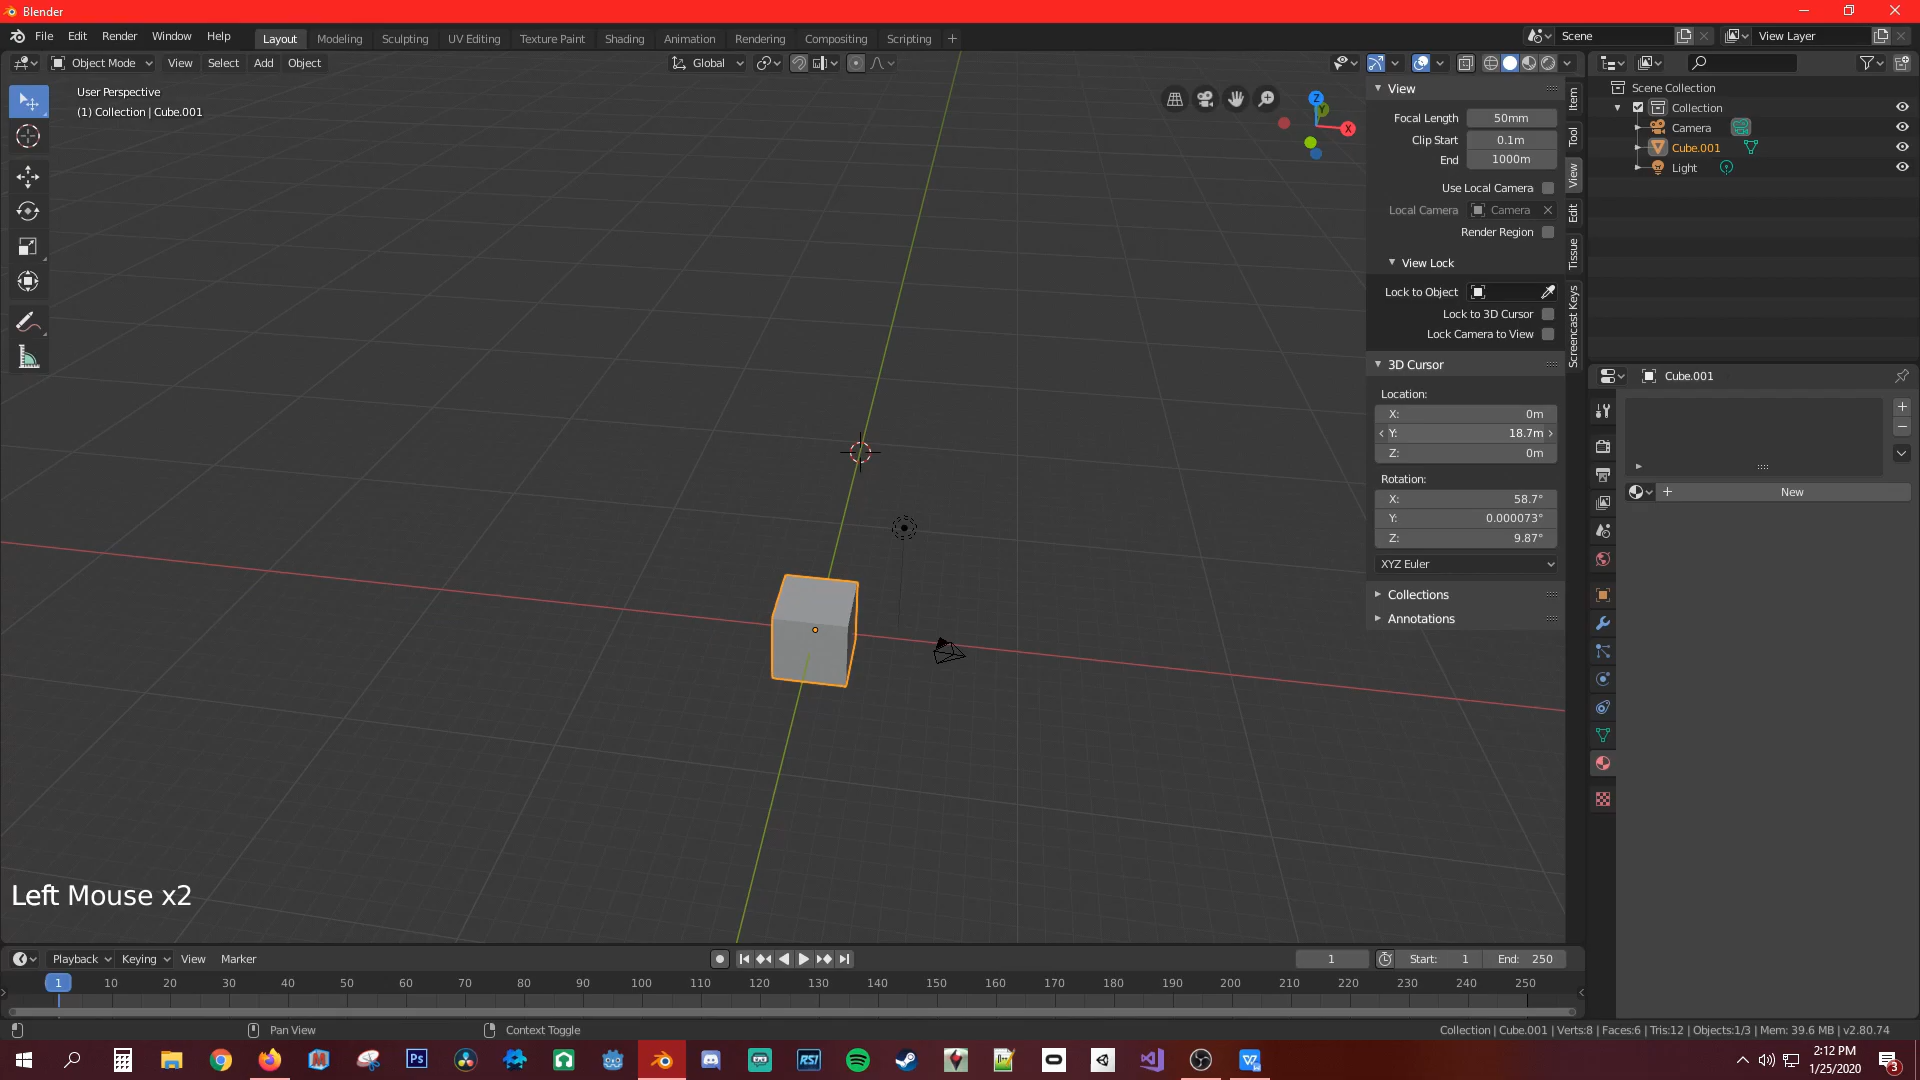 Blender
File Edit Render Window Help
Layout Modeling Sculpting UV Editing Texture Paint Shading Animation Rendering Compositing Scripting +
Scene View Layer
Object Mode View Select Add Object
Global
User Perspective
(1) Collection | Cube.001
Z
Y
X
View
Focal Length 50mm
Clip Start 0.1m
End 1000m
Use Local Camera
Local Camera Camera
Render Region
View Lock
Lock to Object
Lock to 3D Cursor
Lock Camera to View
3D Cursor
Location:
X: 0m
Y: 18.7m
Z: 0m
Rotation:
X: 58.7°
Y: 0.000073°
Z: 9.87°
XYZ Euler
Collections
Annotations
Item
Tool
View
Edit
Tissue
Screencast Keys
Scene Collection
Collection
Camera
Cube.001
Light
Cube.001
New
Left Mouse x2
Playback Keying View Marker
1 Start: 1 End: 250
1 10 20 30 40 50 60 70 80 90 100 110 120 130 140 150 160 170 180 190 200 210 220 230 240 250
Pan View Context Toggle
Collection | Cube.001 | Verts:8 | Faces:6 | Tris:12 | Objects:1/3 | Mem: 39.6 MB | v2.80.74
Ps
RSI
2:12 PM
1/25/2020
3